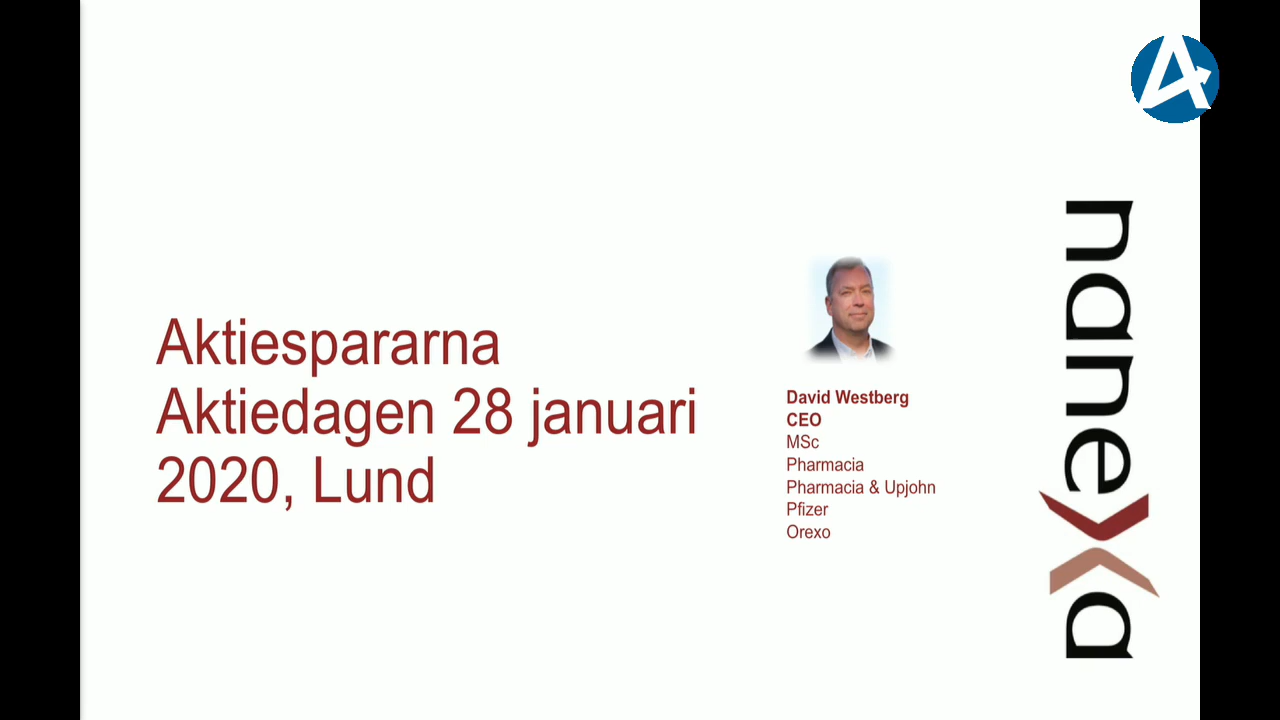 Aktiespararna
Aktiedagen 28 januari
2020, Lund
David Westberg
CEO
MSc
Pharmacia
Pharmacia & Upjohn
Pfizer
Orexo
nanexa